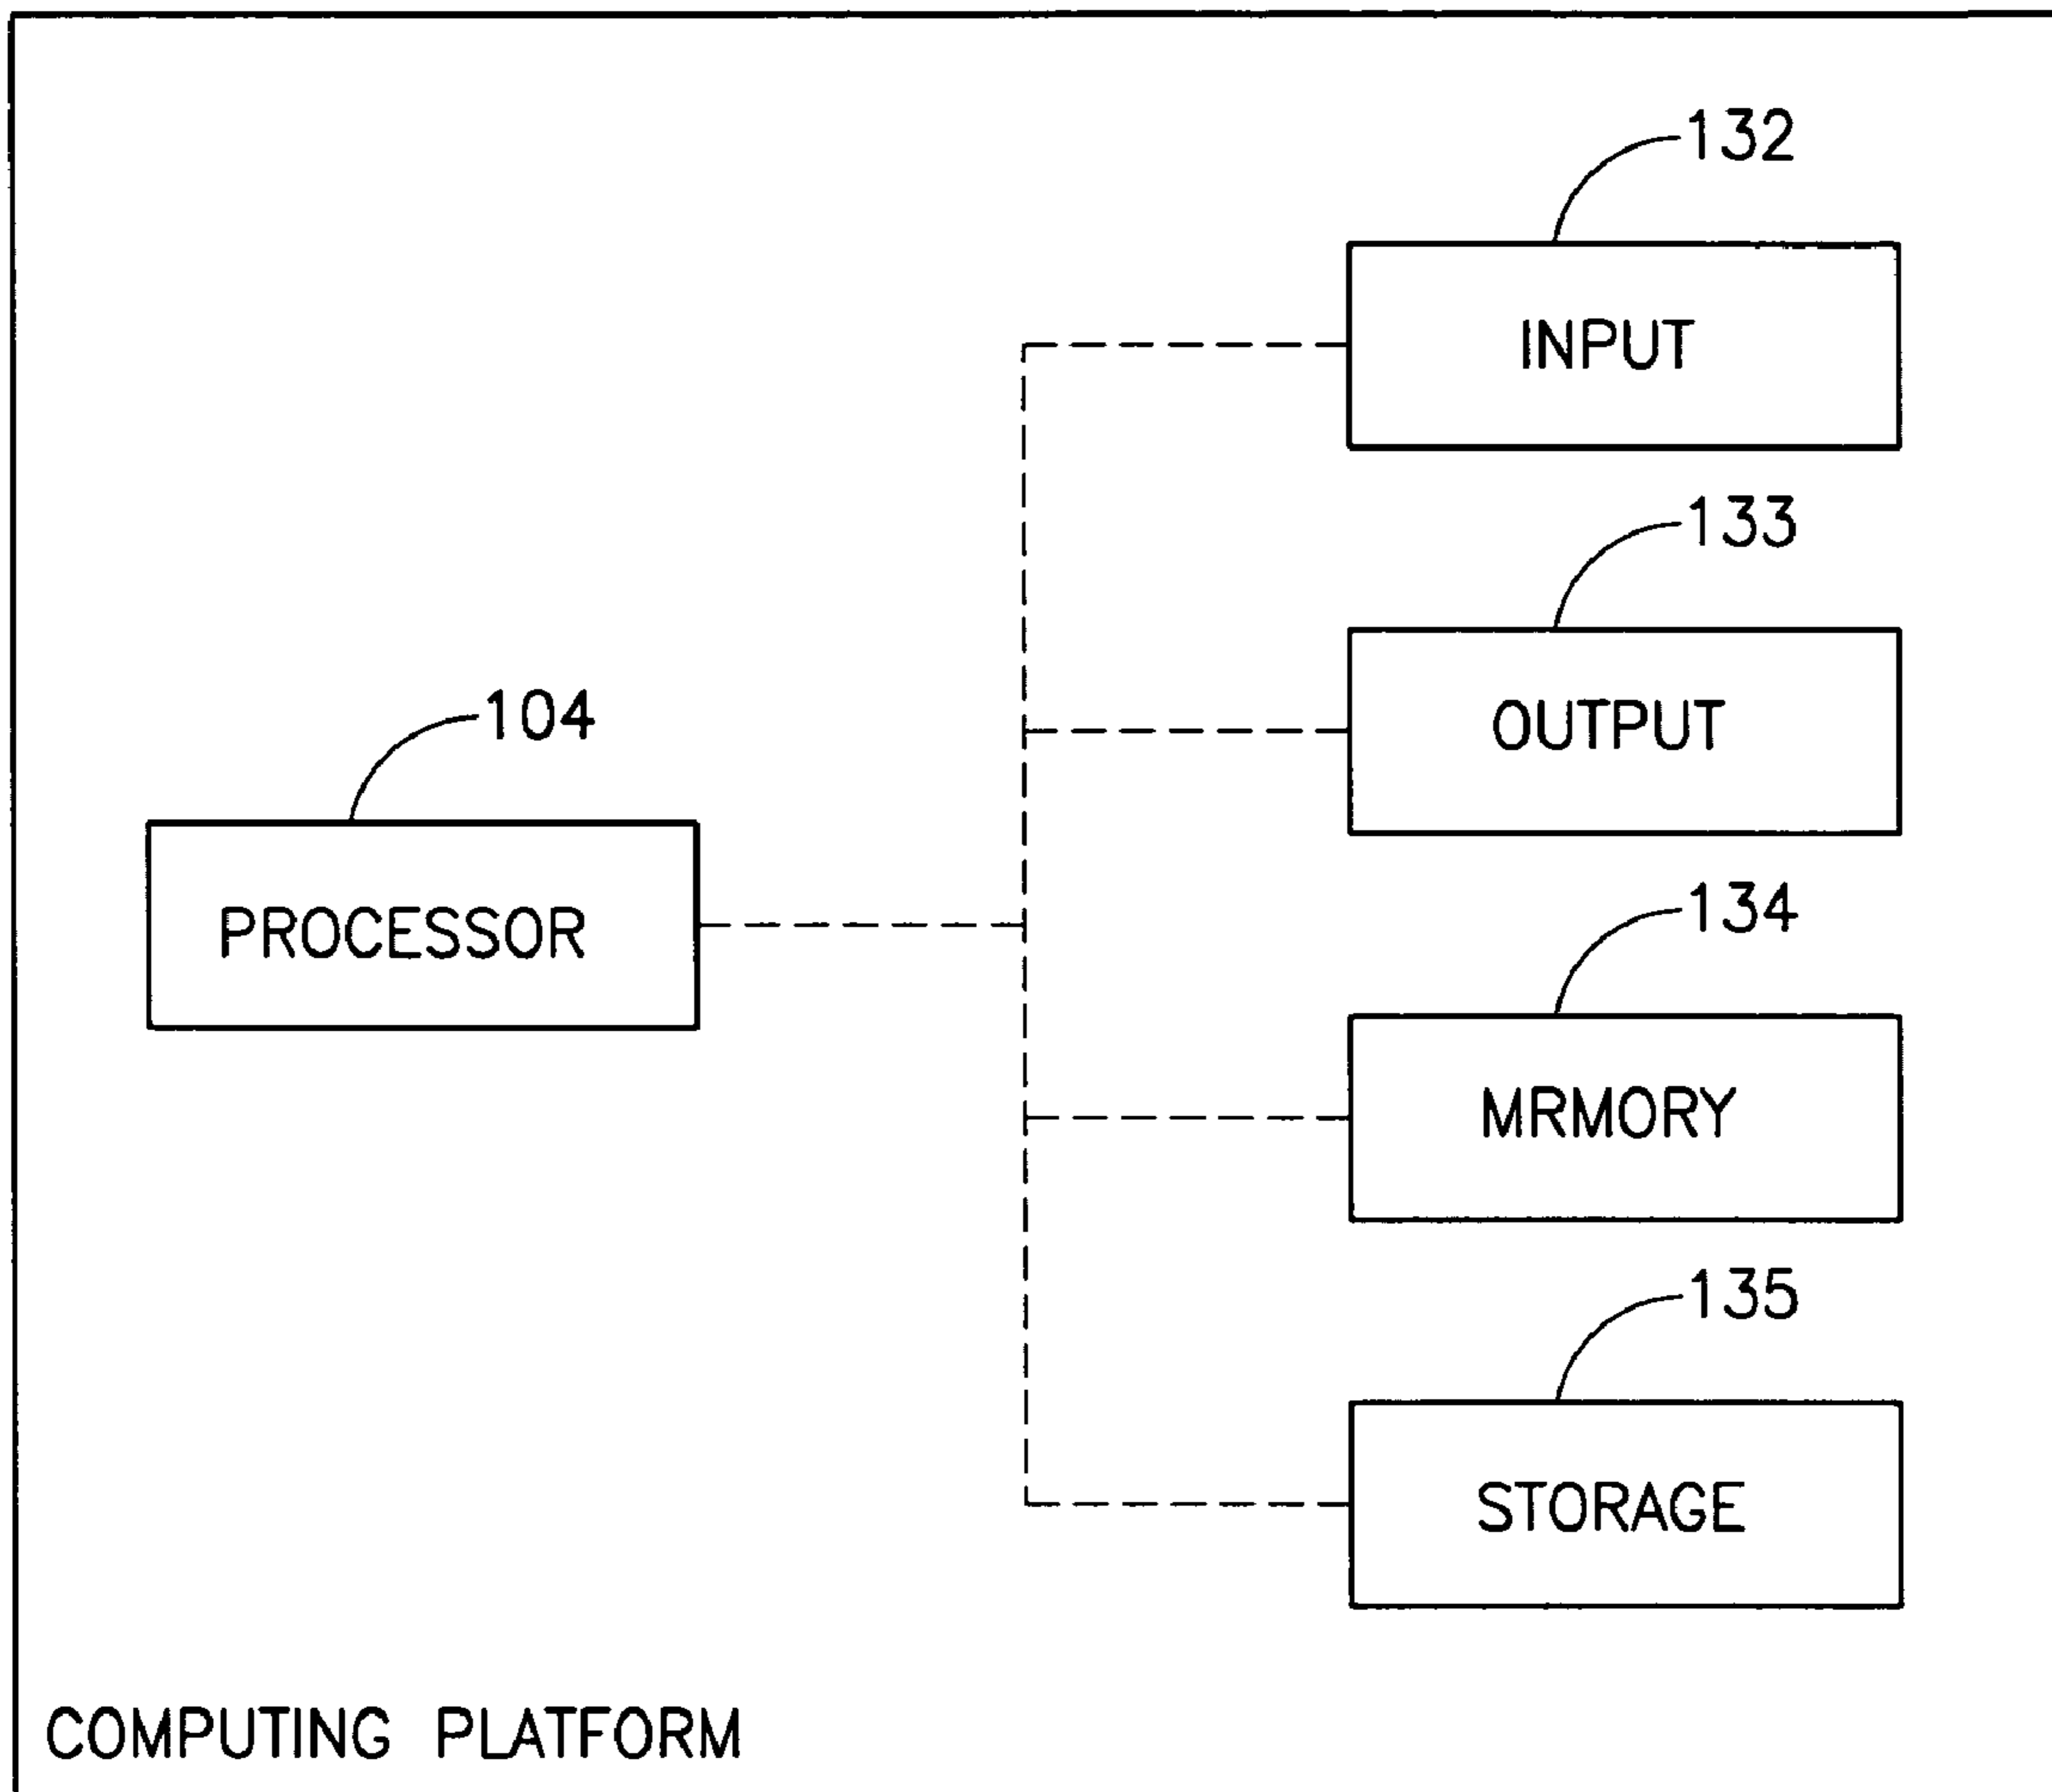 132
INPUT
133
OUTPUT
104
PROCESSOR
134
MRMORY
135
STORAGE
COMPUTING PLATFORM